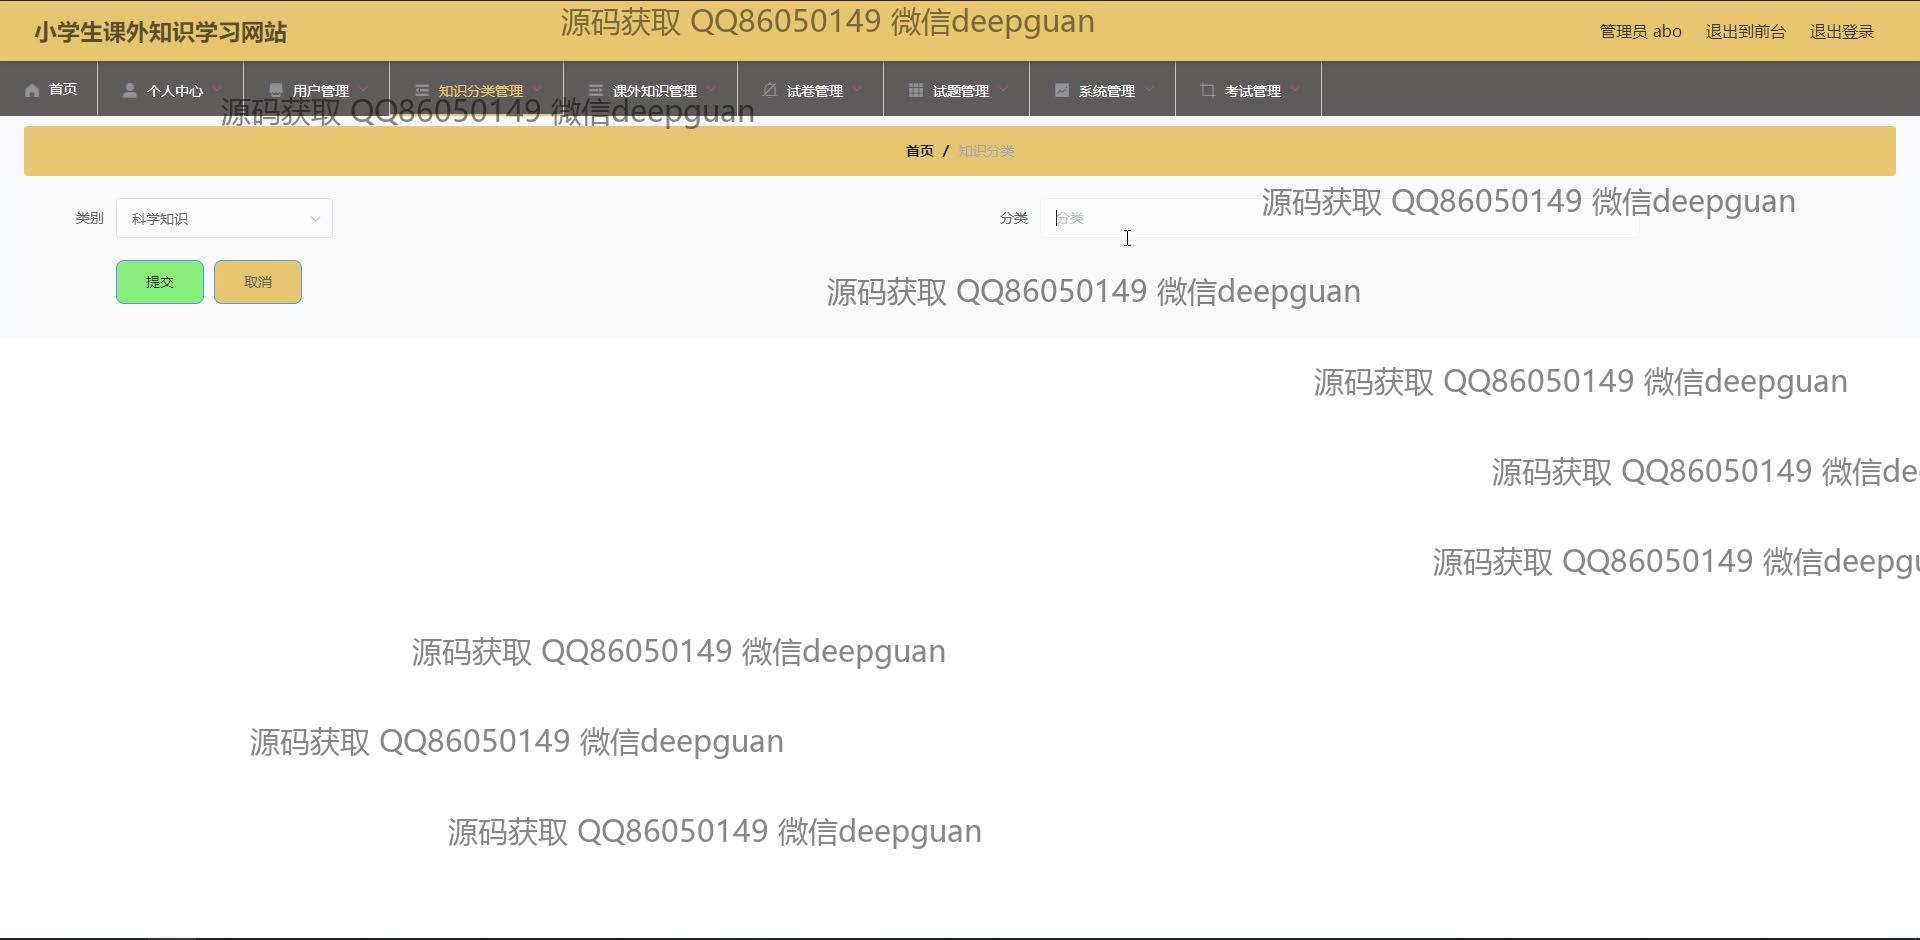 小学生课外知识学习网站
源码获取 QQ86050149 微信deepguan
管理员 abo 退出到前台 退出登录
首页 个人中心 用户管理 知识分类管理 课外知识管理 试卷管理 试题管理 系统管理 考试管理
源码获取 QQ86050149 微信deepguan
首页 / 知识分类
源码获取 QQ86050149 微信deepguan
类别 科学知识 分类 分类
提交 取消
源码获取 QQ86050149 微信deepguan
源码获取 QQ86050149 微信deepguan
源码获取 QQ86050149 微信de
源码获取 QQ86050149 微信deepgu
源码获取 QQ86050149 微信deepguan
源码获取 QQ86050149 微信deepguan
源码获取 QQ86050149 微信deepguan